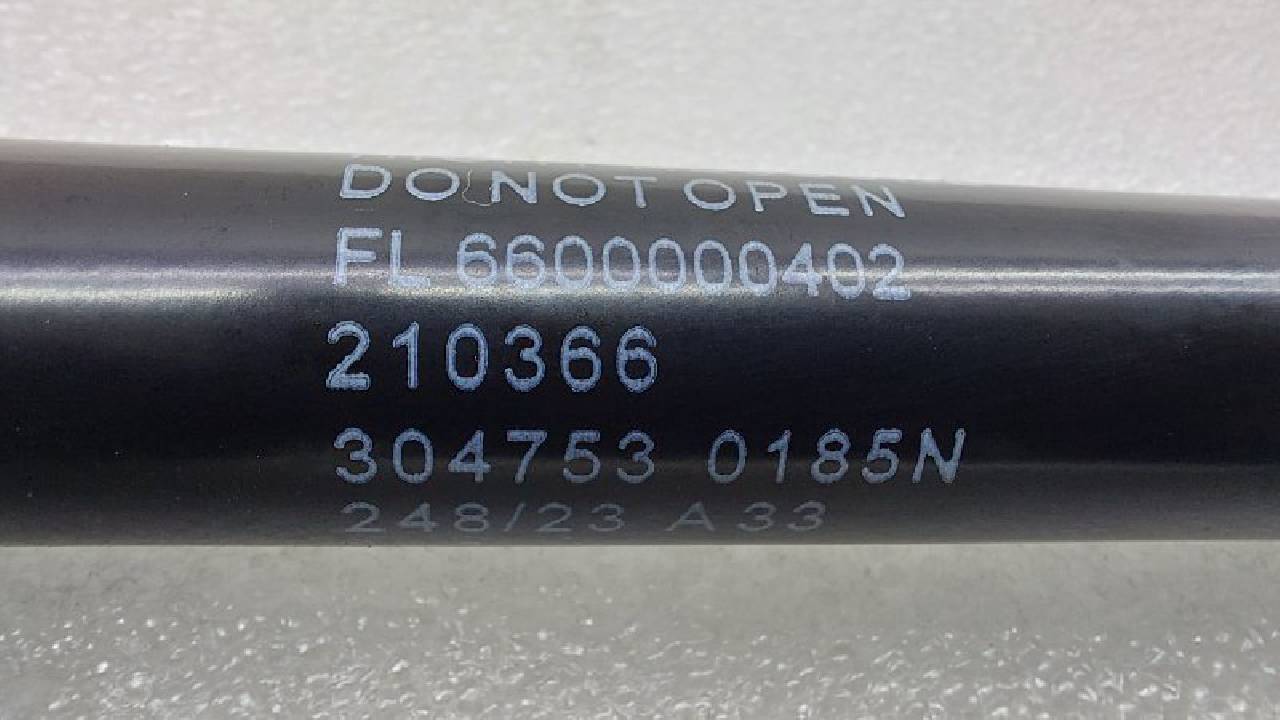 DO NOT OPEN
FL 6600000402
210366
304753 0185N
248/23 A33